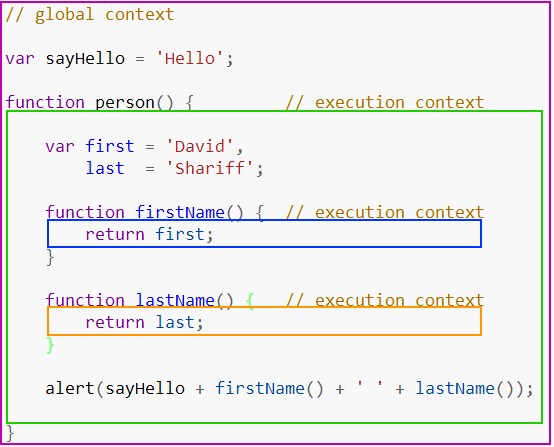 // global context
var sayHello = 'Hello';
function person() {         // execution context
    var first = 'David',
        last  = 'Shariff';
    function firstName() {  // execution context
        return first;
    }
    function lastName() {   // execution context
        return last;
    }
    alert(sayHello + firstName() + ' ' + lastName());
}